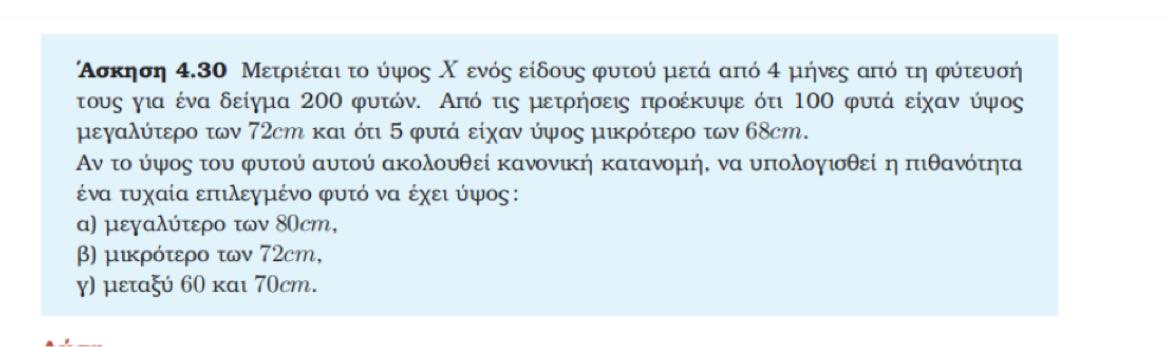 Άσκηση 4.30 Μετριέται το ύψος X ενός είδους φυτού μετά από 4 μήνες από τη φύτευσή
τους για ένα δείγμα 200 φυτών. Από τις μετρήσεις προέκυψε ότι 100 φυτά είχαν ύψος
μεγαλύτερο των 72cm και ότι 5 φυτά είχαν ύψος μικρότερο των 68cm.
Αν το ύψος του φυτού αυτού ακολουθεί κανονική κατανομή, να υπολογισθεί η πιθανότητα
ένα τυχαία επιλεγμένο φυτό να έχει ύψος:
α) μεγαλύτερο των 80cm,
β) μικρότερο των 72cm,
γ) μεταξύ 60 και 70cm.